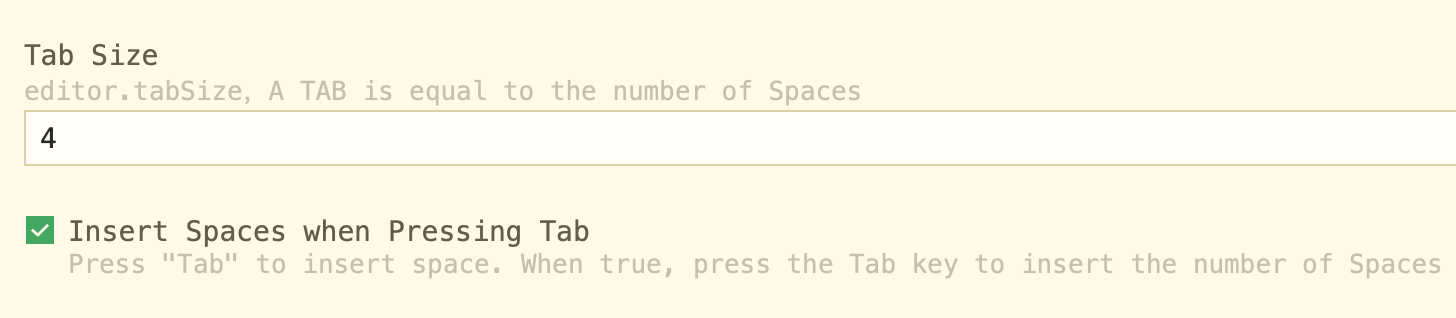 Tab Size
editor.tabSize, A TAB is equal to the number of Spaces
4
Insert Spaces when Pressing Tab
Press "Tab" to insert space. When true, press the Tab key to insert the number of Spaces